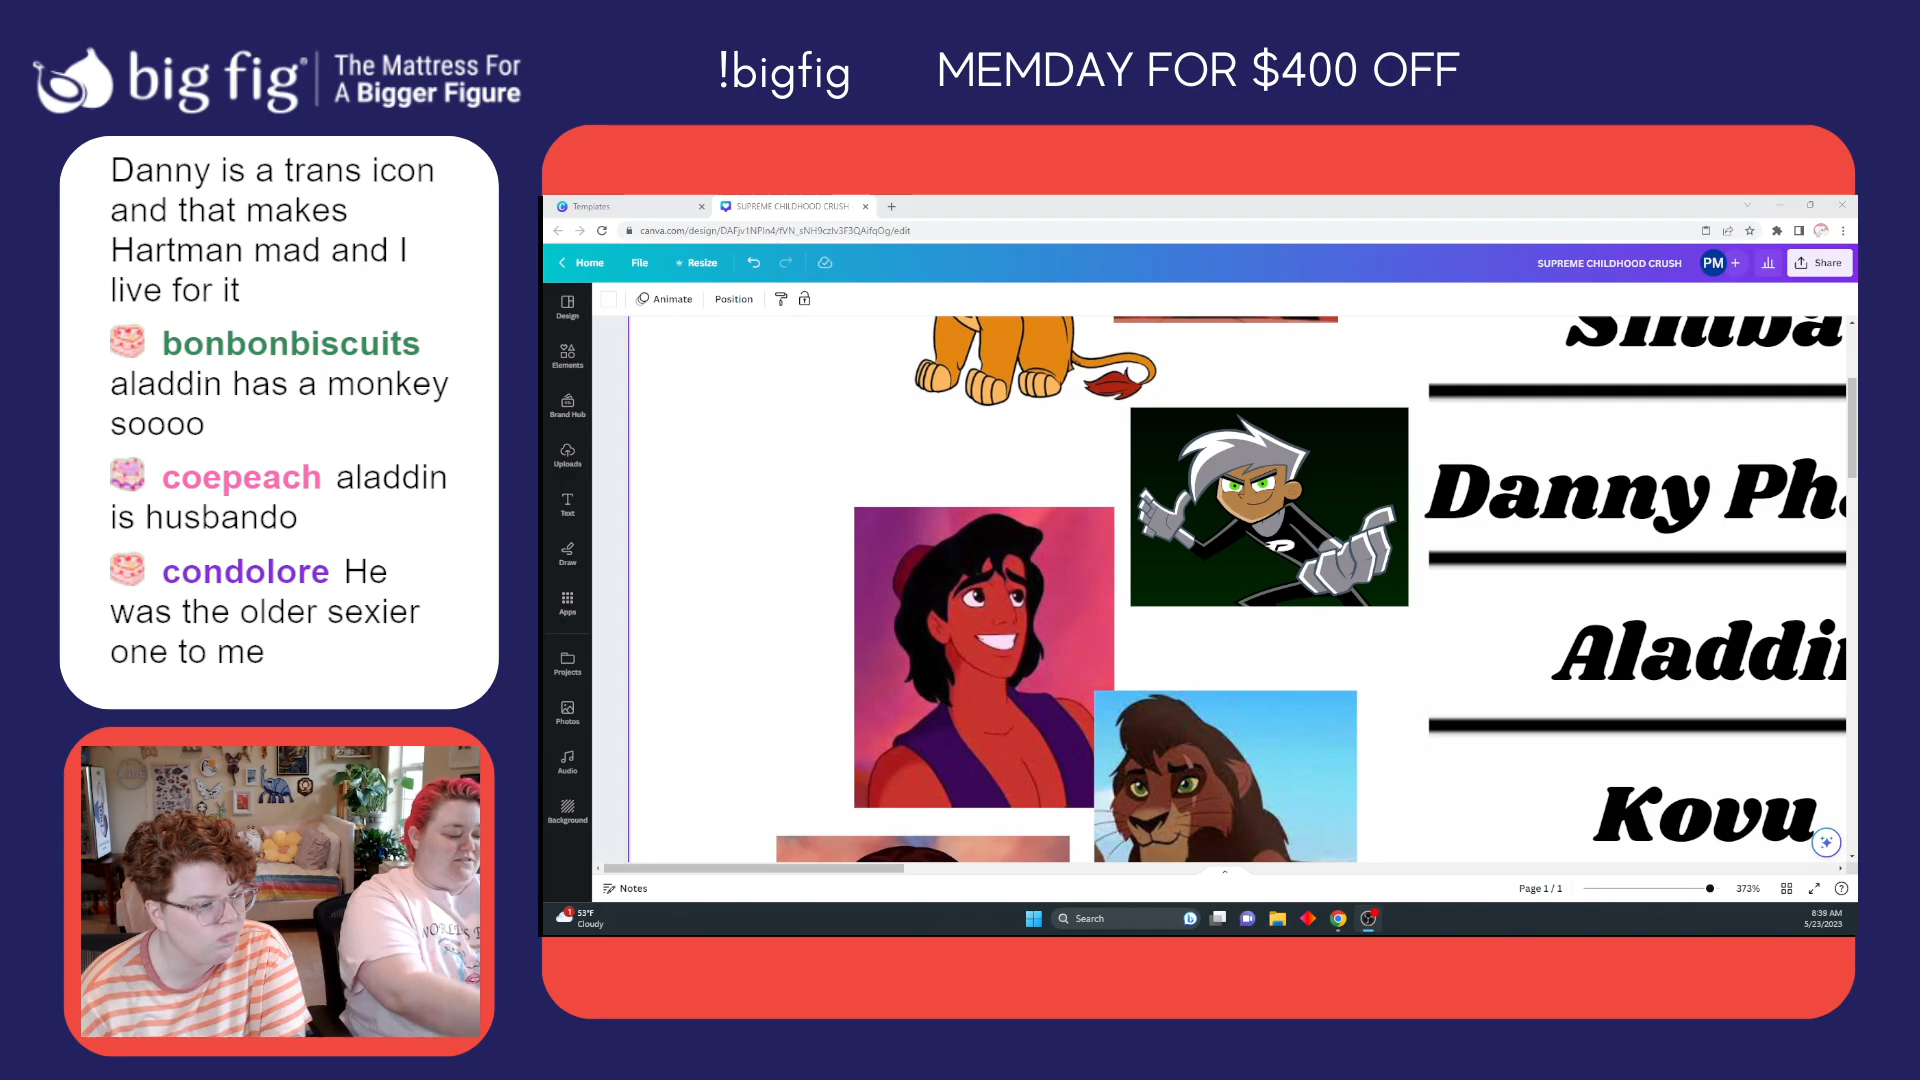 big fig
The Mattress For
A Bigger Figure
!bigfig
MEMDAY FOR $400 OFF
Danny is a trans icon
and that makes
Hartman mad and I
live for it
bonbonbiscuits
aladdin has a monkey
soooo
coepeach aladdin
is husbando
condolore He
was the older sexier
one to me
Templates
SUPREME CHILDHOOD CRUSH
canva.com/design/DAFjv1NPIn4/fVN_sNH9czlv3F3QAifqOg/edit
Home
File
Resize
SUPREME CHILDHOOD CRUSH
PM
Share
Animate
Position
Design
Elements
Brand Hub
Uploads
Text
Draw
Apps
Projects
Photos
Audio
Background
Simba
Danny Pha
Aladdin
Kovu
Notes
Page 1 / 1
373%
1
53°F
Cloudy
Search
8:39 AM
5/23/2023